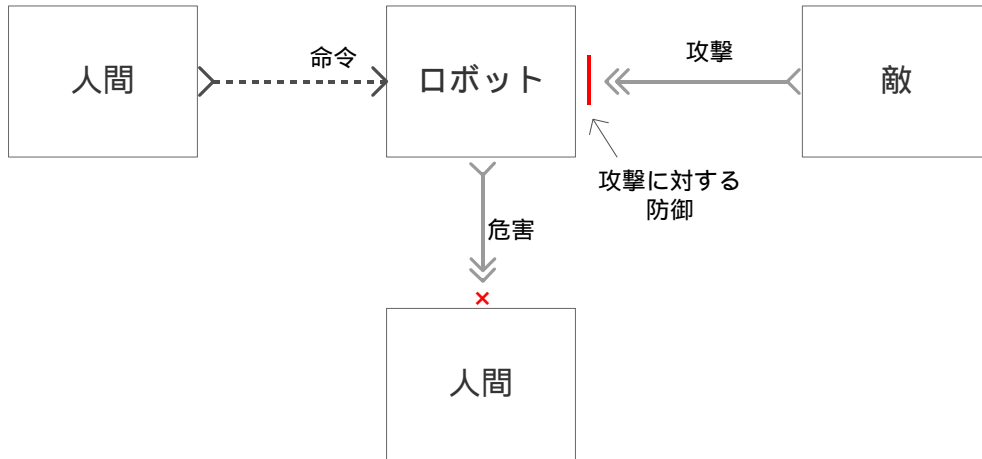 人間
命令
ロボット
攻撃
敵
攻撃に対する
防御
危害
人間